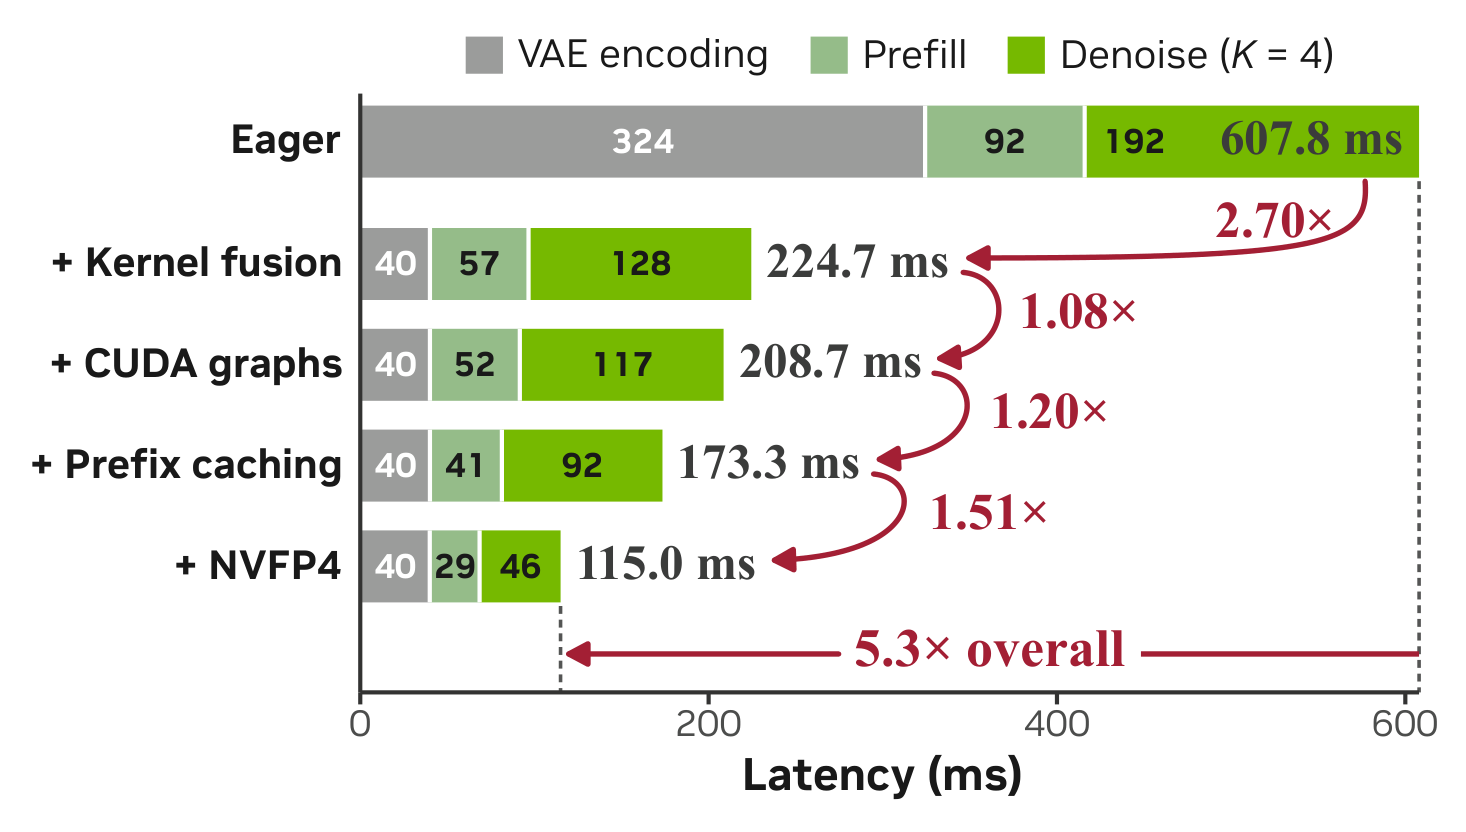 VAE encoding Prefill Denoise (K = 4)
Eager 324 92 192 607.8 ms
2.70×
+ Kernel fusion 40 57 128 224.7 ms
1.08×
+ CUDA graphs 40 52 117 208.7 ms
1.20×
+ Prefix caching 40 41 92 173.3 ms
1.51×
+ NVFP4 40 29 46 115.0 ms
5.3× overall
0 200 400 600
Latency (ms)